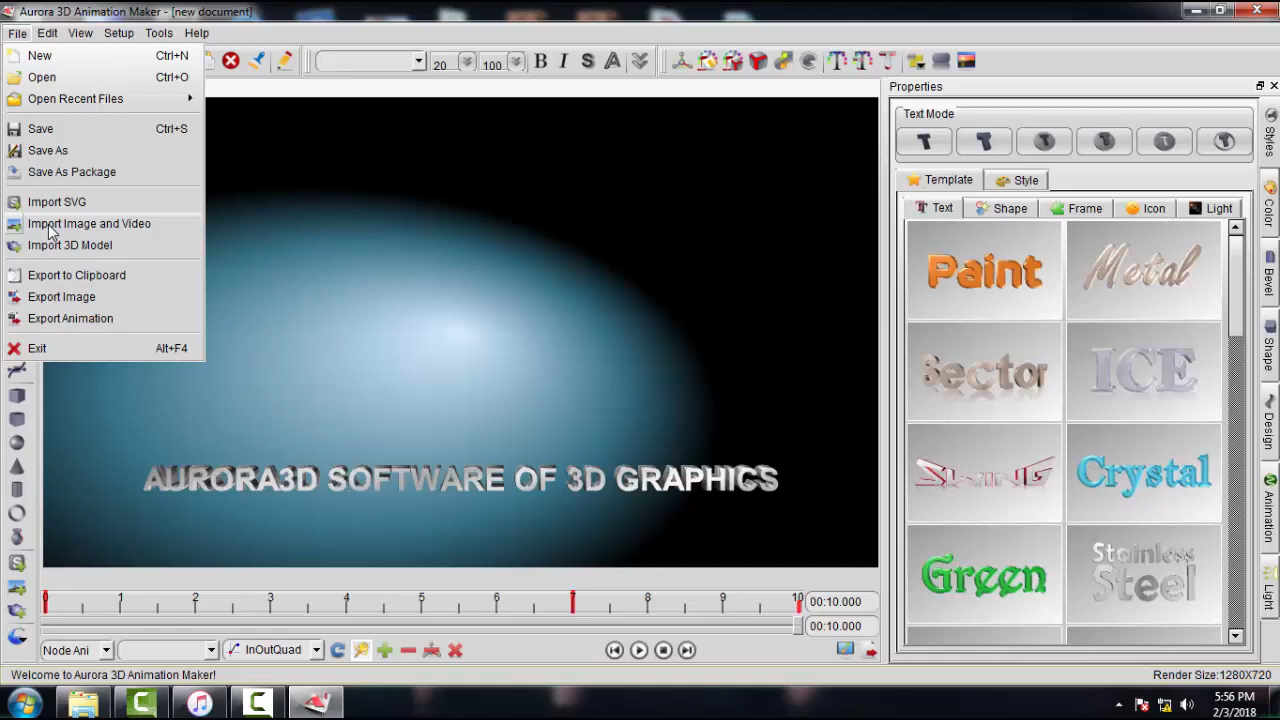 Aurora 3D Animation Maker - [new document]
File Edit View Setup Tools Help
New Ctrl+N
Open Ctrl+O
Open Recent Files
Save Ctrl+S
Save As
Save As Package
Import SVG
Import Image and Video
Import 3D Model
Export to Clipboard
Export Image
Export Animation
Exit Alt+F4
20 100 B I S A
Properties
Text Mode
Template Style
Text Shape Frame Icon Light
Paint Metal
Sector ICE
SWING Crystal
Green Stainless
Steel
Styles
Color
Bevel
Shape
Design
Animation
Light
AURORA3D SOFTWARE OF 3D GRAPHICS
0 1 2 3 4 5 6 7 8 9 10 00:10.000
00:10.000
Node Ani InOutQuad
Welcome to Aurora 3D Animation Maker! Render Size:1280X720
5:56 PM
2/3/2018